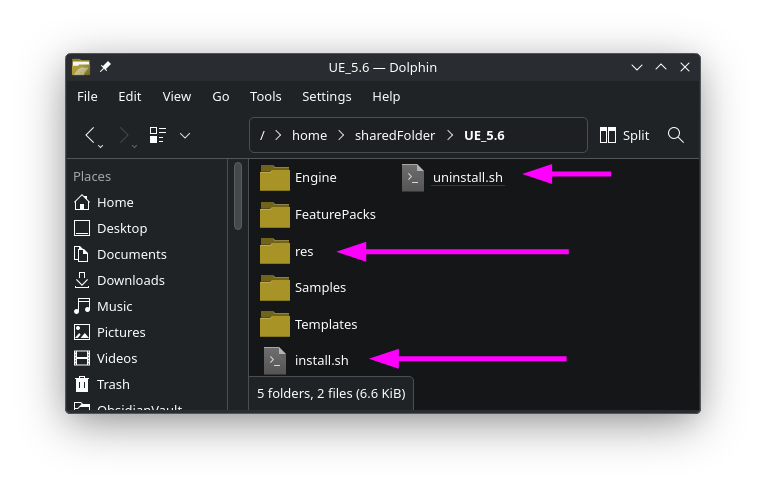 UE_5.6 — Dolphin
File Edit View Go Tools Settings Help
/ > home > sharedFolder > UE_5.6 Split
Places
Home
Desktop
Documents
Downloads
Music
Pictures
Videos
Trash
ObsidianVault
Engine
FeaturePacks
res
Samples
Templates
install.sh
uninstall.sh
5 folders, 2 files (6.6 KiB)